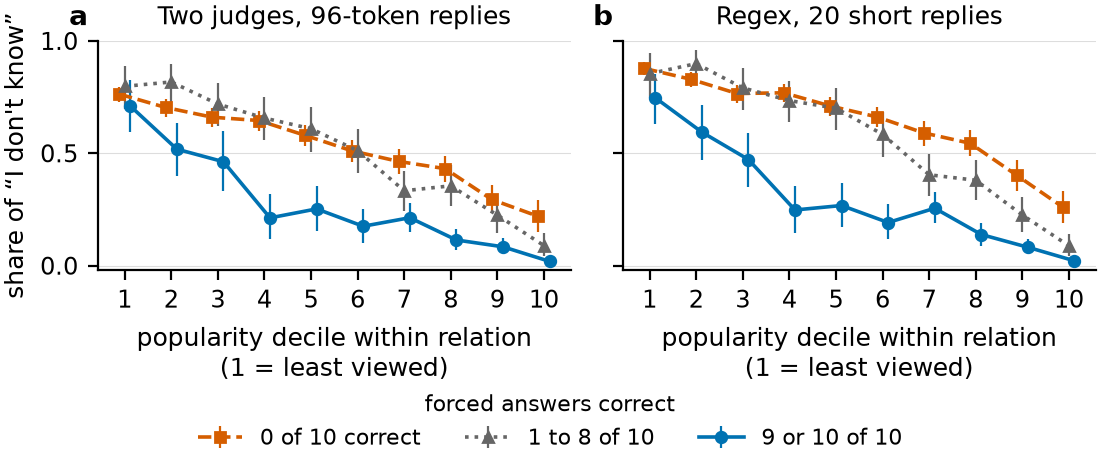 a
Two judges, 96-token replies
b
Regex, 20 short replies
share of “I don't know”
1.0
0.5
0.0
1 2 3 4 5 6 7 8 9 10
1 2 3 4 5 6 7 8 9 10
popularity decile within relation
(1 = least viewed)
popularity decile within relation
(1 = least viewed)
forced answers correct
0 of 10 correct
1 to 8 of 10
9 or 10 of 10